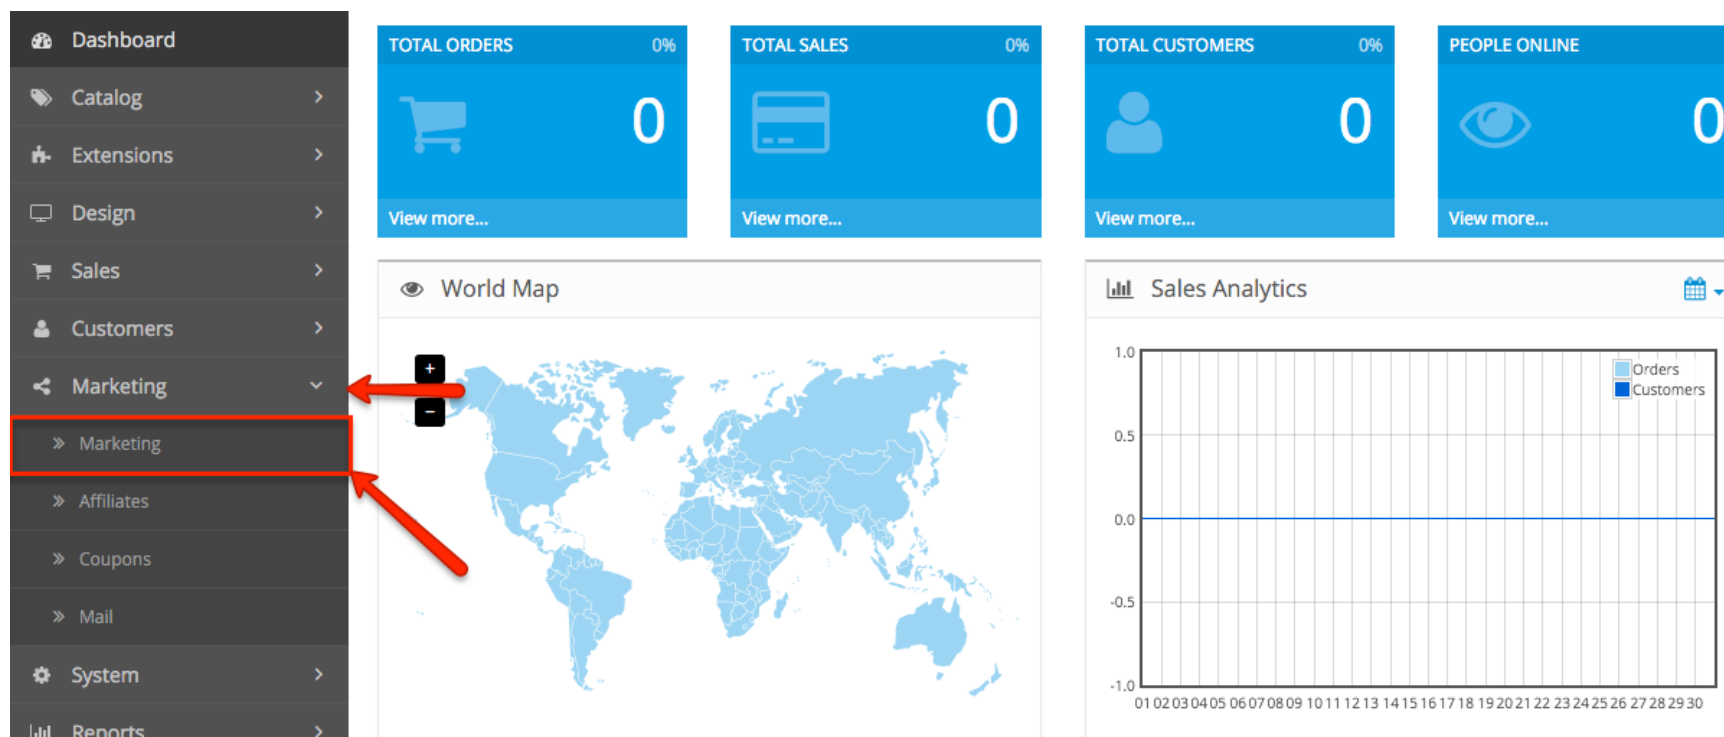 Dashboard
Catalog
Extensions
Design
Sales
Customers
Marketing
Marketing
Affiliates
Coupons
Mail
System
Reports
TOTAL ORDERS 0%
0
View more...
TOTAL SALES 0%
0
View more...
TOTAL CUSTOMERS 0%
0
View more...
PEOPLE ONLINE
0
View more...
World Map
+
−
Sales Analytics
1.0
0.5
0.0
-0.5
-1.0
Orders
Customers
01 02 03 04 05 06 07 08 09 10 11 12 13 14 15 16 17 18 19 20 21 22 23 24 25 26 27 28 29 30